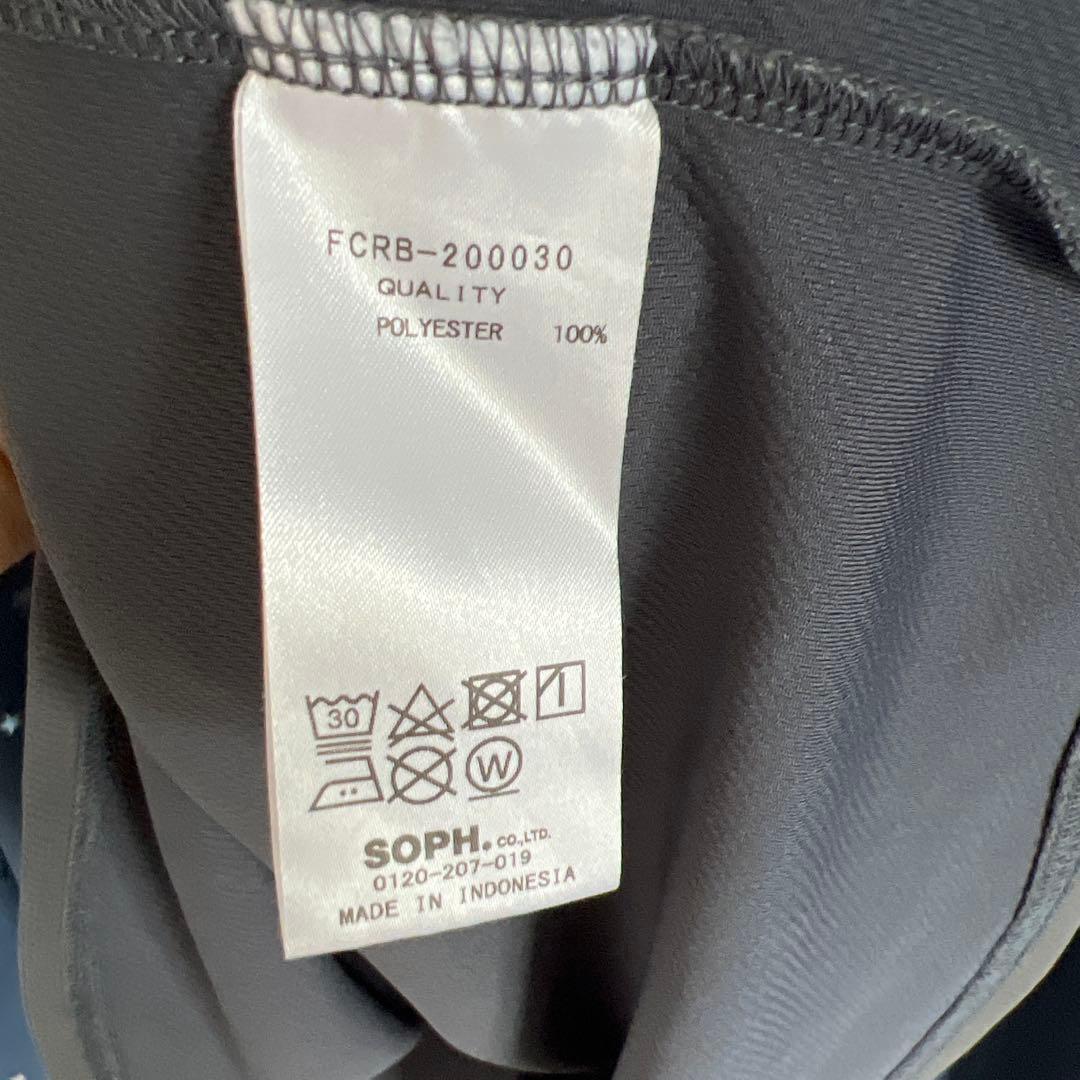 FCRB-200030
QUALITY
POLYESTER 100%
30
W
SOPH. CO.,LTD.
0120-207-019
MADE IN INDONESIA